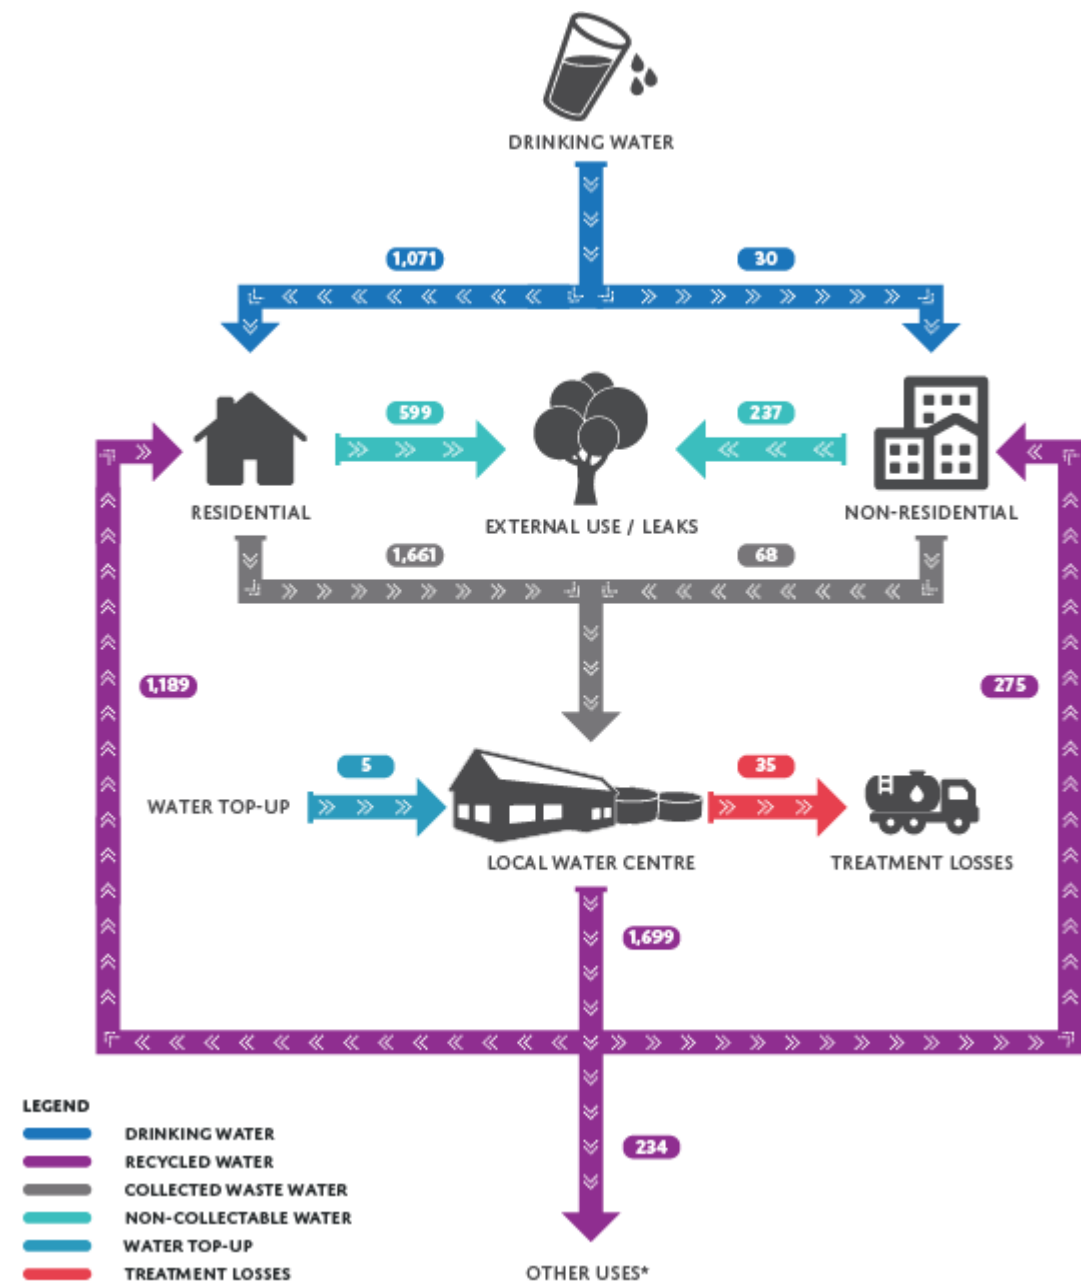 DRINKING WATER
1,071
30
599
237
RESIDENTIAL
EXTERNAL USE / LEAKS
NON-RESIDENTIAL
1,661
68
1,189
275
5
35
WATER TOP-UP
LOCAL WATER CENTRE
TREATMENT LOSSES
1,699
234
LEGEND
DRINKING WATER
RECYCLED WATER
COLLECTED WASTE WATER
NON-COLLECTABLE WATER
WATER TOP-UP
TREATMENT LOSSES
OTHER USES*